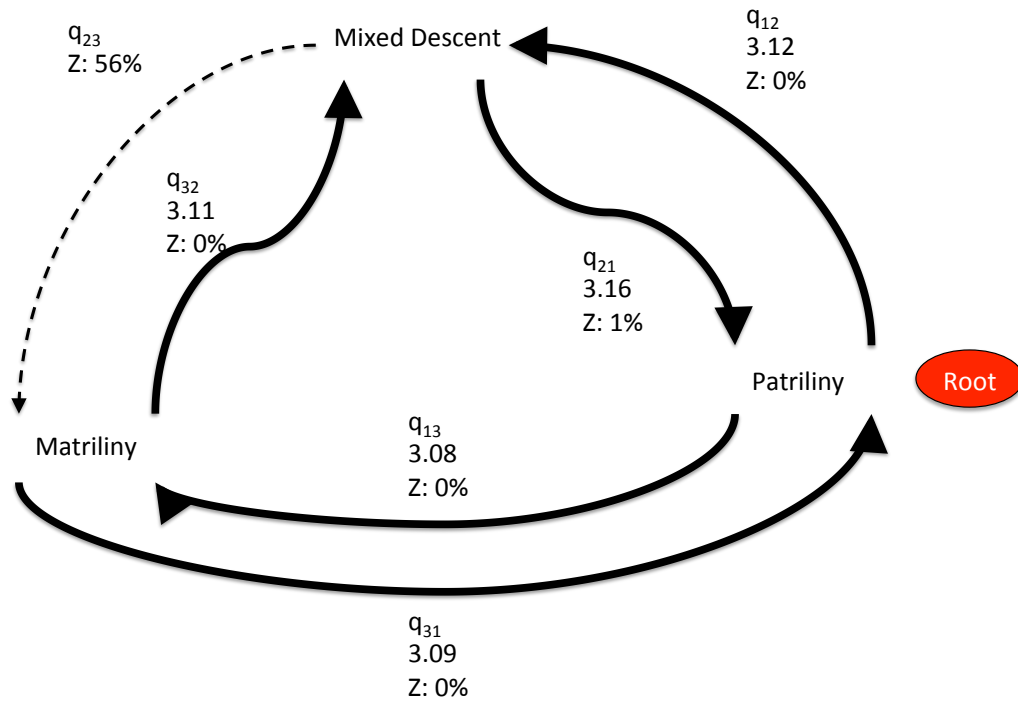 q23
Z: 56%
Mixed Descent
q12
3.12
Z: 0%
q32
3.11
Z: 0%
q21
3.16
Z: 1%
Patriliny
Root
Matriliny
q13
3.08
Z: 0%
q31
3.09
Z: 0%